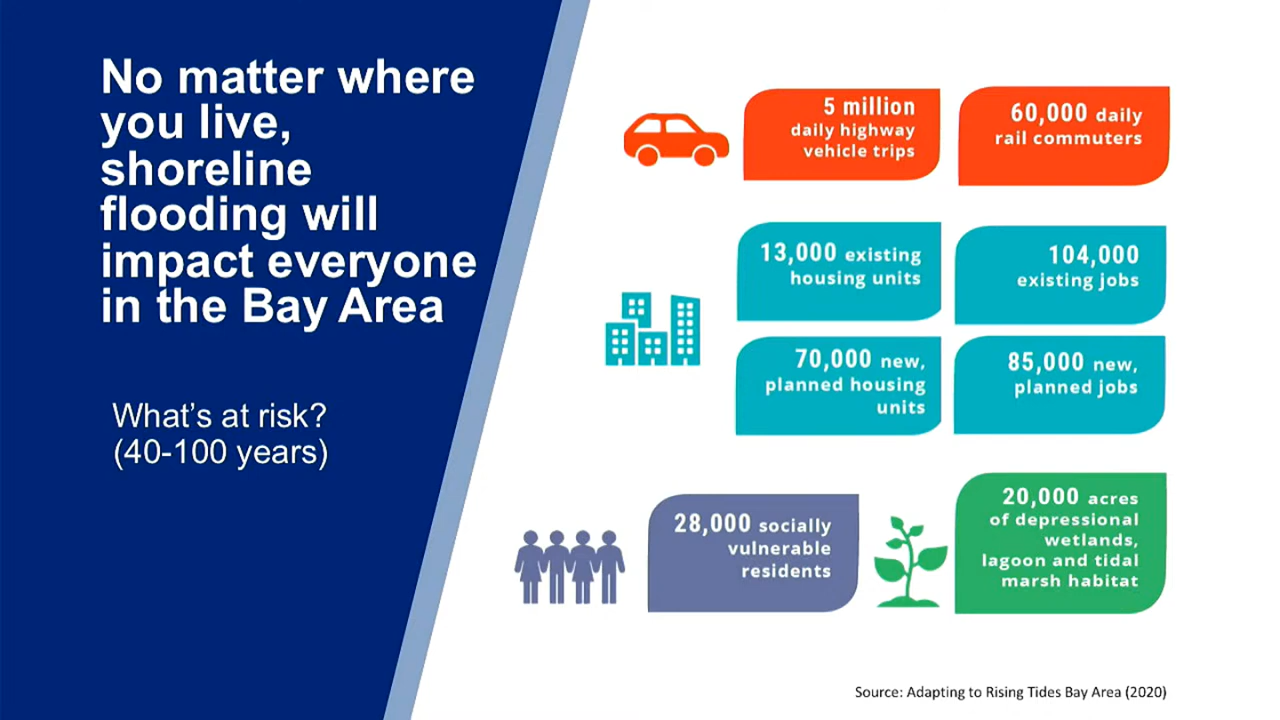 No matter where
you live,
shoreline
flooding will
impact everyone
in the Bay Area
What’s at risk?
(40-100 years)
5 million
daily highway
vehicle trips
60,000 daily
rail commuters
13,000 existing
housing units
104,000
existing jobs
70,000 new,
planned housing
units
85,000 new,
planned jobs
28,000 socially
vulnerable
residents
20,000 acres
of depressional
wetlands,
lagoon and tidal
marsh habitat
Source: Adapting to Rising Tides Bay Area (2020)